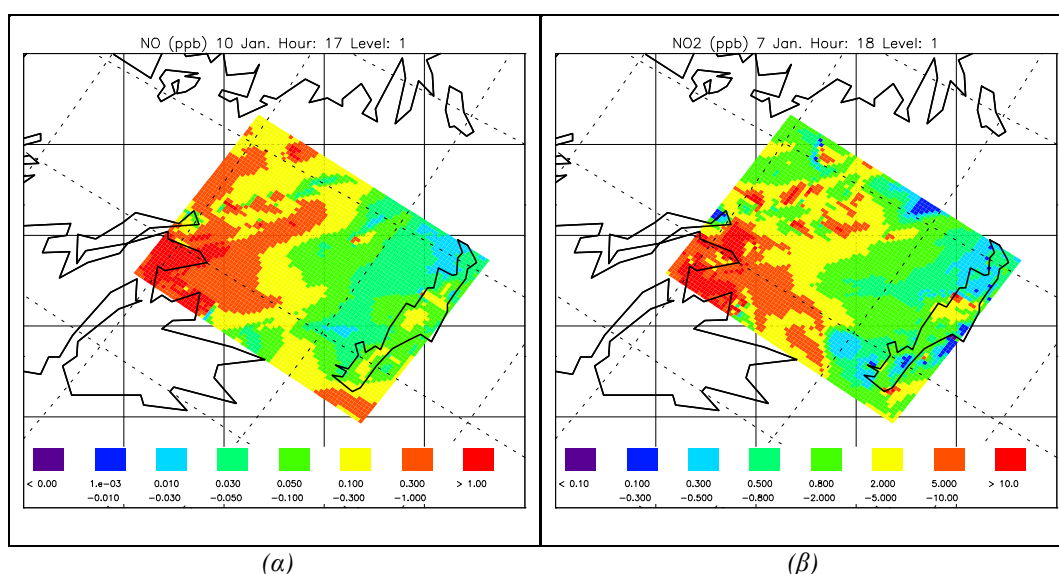 NO (ppb) 10 Jan. Hour: 17 Level: 1
< 0.00 1.e-03 0.010 0.030 0.050 0.100 0.300 > 1.00
-0.010 -0.030 -0.050 -0.100 -0.300 -1.000
(α)
NO2 (ppb) 7 Jan. Hour: 18 Level: 1
< 0.10 0.100 0.300 0.500 0.800 2.000 5.000 > 10.0
-0.300 -0.500 -0.800 -2.000 -5.000 -10.00
(β)